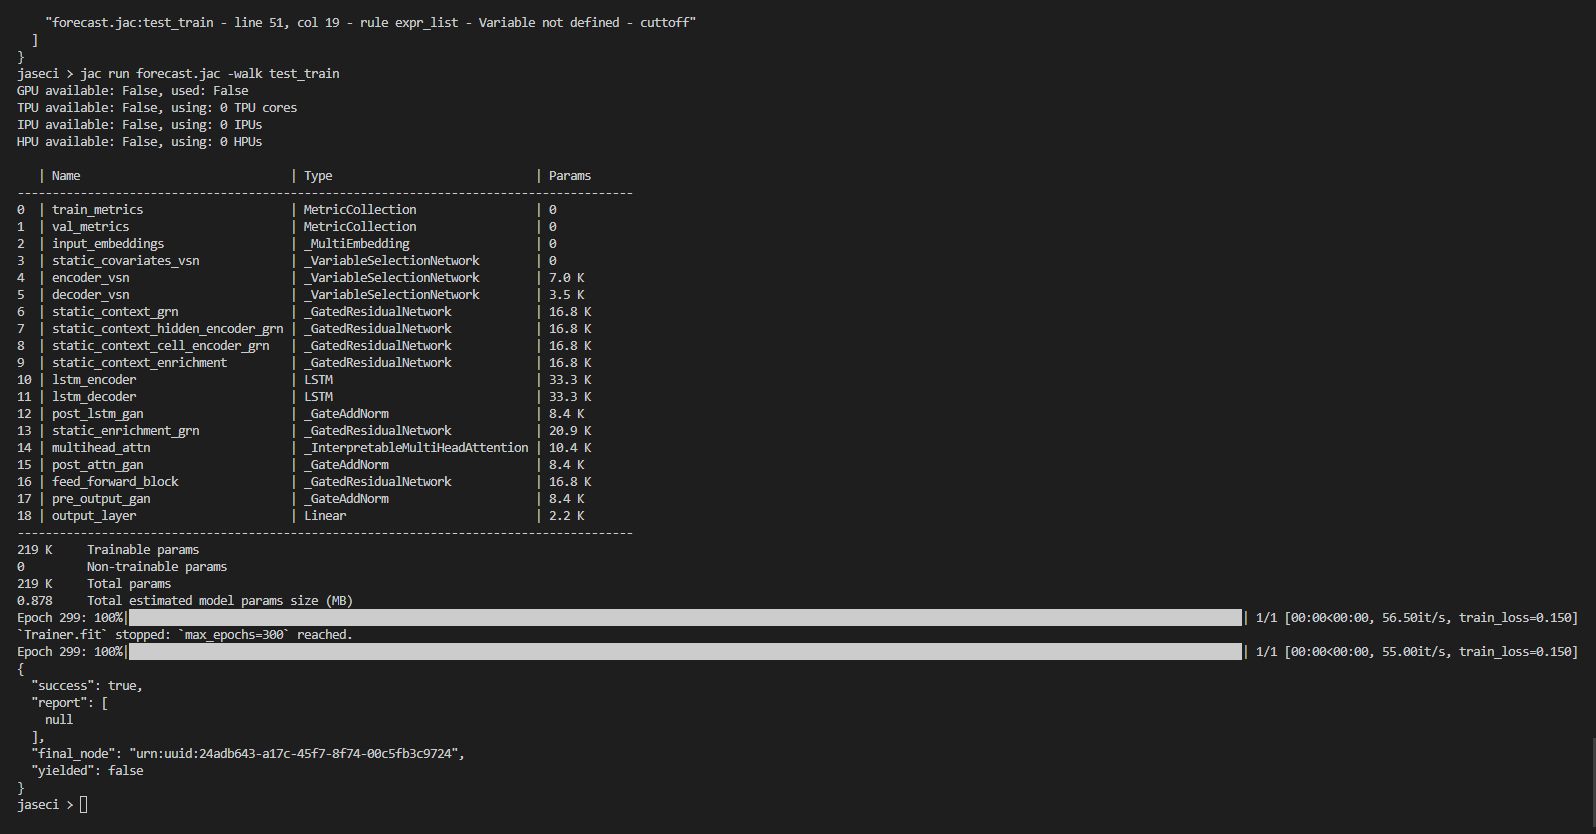 "forecast.jac:test_train - line 51, col 19 - rule expr_list - Variable not defined - cuttoff"
  ]
}
jaseci > jac run forecast.jac -walk test_train
GPU available: False, used: False
TPU available: False, using: 0 TPU cores
IPU available: False, using: 0 IPUs
HPU available: False, using: 0 HPUs

   | Name                              | Type                             | Params
----------------------------------------------------------------------------------------
0  | train_metrics                     | MetricCollection                 | 0
1  | val_metrics                       | MetricCollection                 | 0
2  | input_embeddings                  | _MultiEmbedding                  | 0
3  | static_covariates_vsn             | _VariableSelectionNetwork        | 0
4  | encoder_vsn                       | _VariableSelectionNetwork        | 7.0 K
5  | decoder_vsn                       | _VariableSelectionNetwork        | 3.5 K
6  | static_context_grn                | _GatedResidualNetwork            | 16.8 K
7  | static_context_hidden_encoder_grn | _GatedResidualNetwork            | 16.8 K
8  | static_context_cell_encoder_grn   | _GatedResidualNetwork            | 16.8 K
9  | static_context_enrichment         | _GatedResidualNetwork            | 16.8 K
10 | lstm_encoder                      | LSTM                             | 33.3 K
11 | lstm_decoder                      | LSTM                             | 33.3 K
12 | post_lstm_gan                     | _GateAddNorm                     | 8.4 K
13 | static_enrichment_grn             | _GatedResidualNetwork            | 20.9 K
14 | multihead_attn                    | _InterpretableMultiHeadAttention | 10.4 K
15 | post_attn_gan                     | _GateAddNorm                     | 8.4 K
16 | feed_forward_block                | _GatedResidualNetwork            | 16.8 K
17 | pre_output_gan                    | _GateAddNorm                     | 8.4 K
18 | output_layer                      | Linear                           | 2.2 K
----------------------------------------------------------------------------------------
219 K     Trainable params
0         Non-trainable params
219 K     Total params
0.878     Total estimated model params size (MB)
Epoch 299: 100%| | 1/1 [00:00<00:00, 56.50it/s, train_loss=0.150]
`Trainer.fit` stopped: `max_epochs=300` reached.
Epoch 299: 100%| | 1/1 [00:00<00:00, 55.00it/s, train_loss=0.150]
{
  "success": true,
  "report": [
    null
  ],
  "final_node": "urn:uuid:24adb643-a17c-45f7-8f74-00c5fb3c9724",
  "yielded": false
}
jaseci >